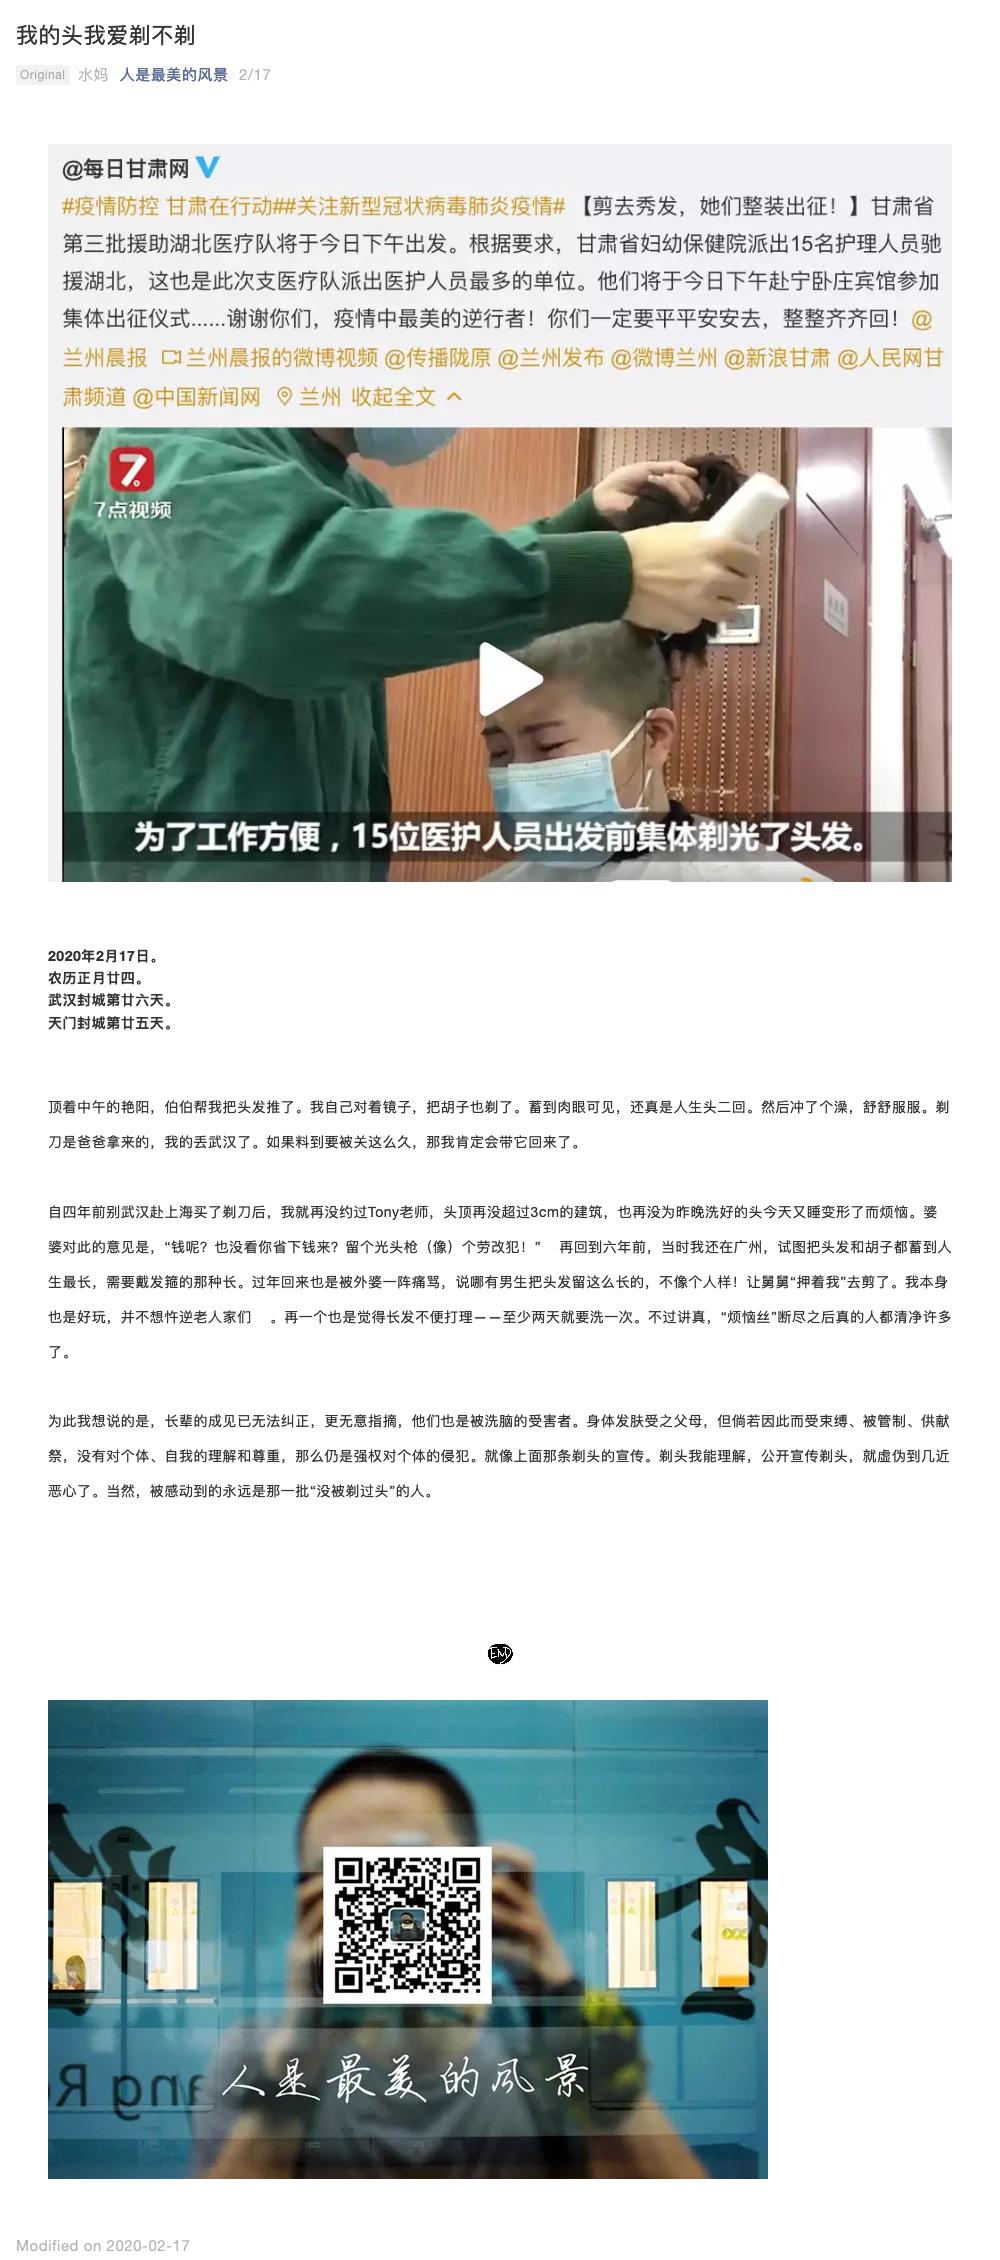 我的头我爱剃不剃
Original 水妈 人是最美的风景 2/17
@每日甘肃网
#疫情防控 甘肃在行动##关注新型冠状病毒肺炎疫情# 【剪去秀发，她们整装出征！】甘肃省
第三批援助湖北医疗队将于今日下午出发。根据要求，甘肃省妇幼保健院派出15名护理人员驰
援湖北，这也是此次支医疗队派出医护人员最多的单位。他们将于今日下午赴宁卧庄宾馆参加
集体出征仪式......谢谢你们，疫情中最美的逆行者！你们一定要平平安安去，整整齐齐回！@
兰州晨报 兰州晨报的微博视频 @传播陇原 @兰州发布 @微博兰州 @新浪甘肃 @人民网甘
肃频道 @中国新闻网 兰州 收起全文
7
7点视频
为了工作方便，15位医护人员出发前集体剃光了头发。
2020年2月17日。
农历正月廿四。
武汉封城第廿六天。
天门封城第廿五天。
顶着中午的艳阳，伯伯帮我把头发推了。我自己对着镜子，把胡子也剃了。蓄到肉眼可见，还真是人生头二回。然后冲了个澡，舒舒服服。剃
刀是爸爸拿来的，我的丢武汉了。如果料到要被关这么久，那我肯定会带它回来了。
自四年前别武汉赴上海买了剃刀后，我就再没约过Tony老师，头顶再没超过3cm的建筑，也再没为昨晚洗好的头今天又睡变形了而烦恼。婆
婆对此的意见是，“钱呢？也没看你省下钱来？留个光头枪（像）个劳改犯！” 再回到六年前，当时我还在广州，试图把头发和胡子都蓄到人
生最长，需要戴发箍的那种长。过年回来也是被外婆一阵痛骂，说哪有男生把头发留这么长的，不像个人样！让舅舅“押着我”去剪了。我本身
也是好玩，并不想忤逆老人家们 。再一个也是觉得长发不便打理——至少两天就要洗一次。不过讲真，“烦恼丝”断尽之后真的人都清净许多
了。
为此我想说的是，长辈的成见已无法纠正，更无意指摘，他们也是被洗脑的受害者。身体发肤受之父母，但倘若因此而受束缚、被管制、供献
祭，没有对个体、自我的理解和尊重，那么仍是强权对个体的侵犯。就像上面那条剃头的宣传。剃头我能理解，公开宣传剃头，就虚伪到几近
恶心了。当然，被感动到的永远是那一批“没被剃过头”的人。
END
人是最美的风景
Modified on 2020-02-17